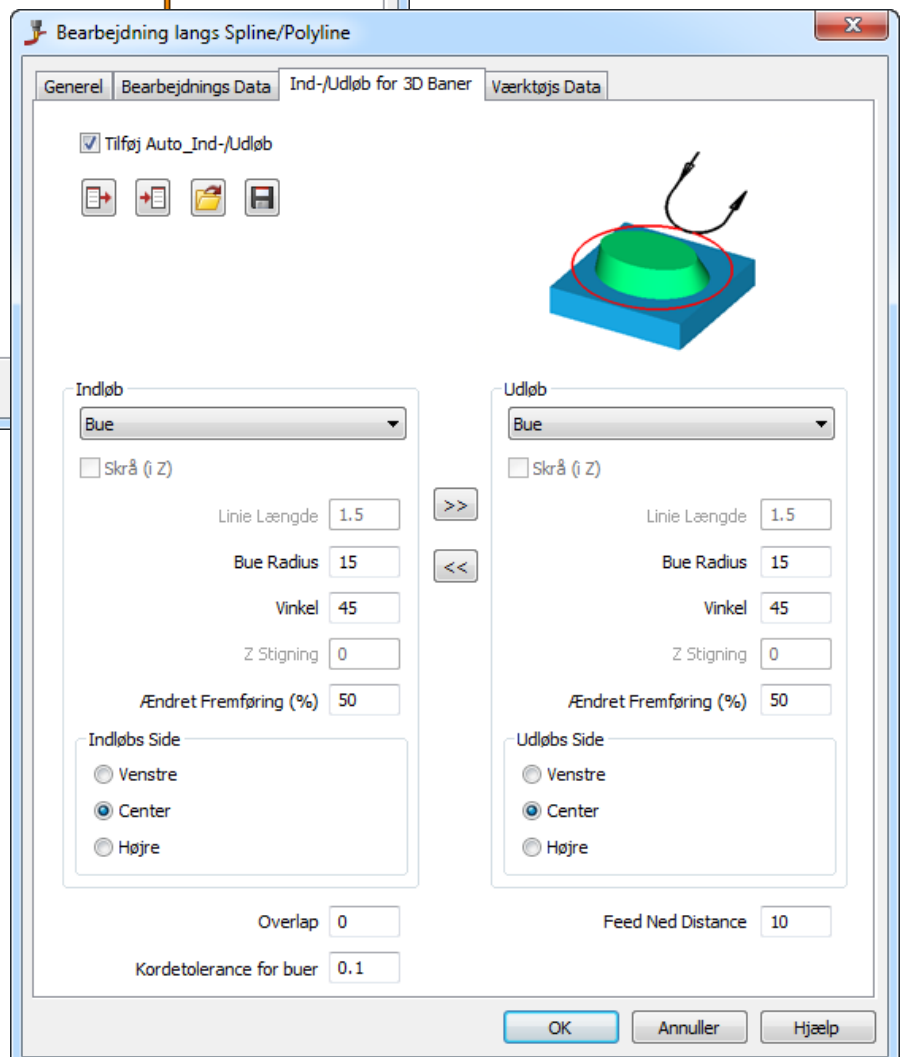 Bearbejdning langs Spline/Polyline
Generel Bearbejdnings Data Ind-/Udløb for 3D Baner Værktøjs Data
Tilføj Auto_Ind-/Udløb
Indløb
Bue
Skrå (i Z)
Linie Længde 1.5
Bue Radius 15
Vinkel 45
Z Stigning 0
Ændret Fremføring (%) 50
Indløbs Side
Venstre
Center
Højre
>>
<<
Udløb
Bue
Skrå (i Z)
Linie Længde 1.5
Bue Radius 15
Vinkel 45
Z Stigning 0
Ændret Fremføring (%) 50
Udløbs Side
Venstre
Center
Højre
Overlap 0
Feed Ned Distance 10
Kordetolerance for buer 0.1
OK Annuller Hjælp